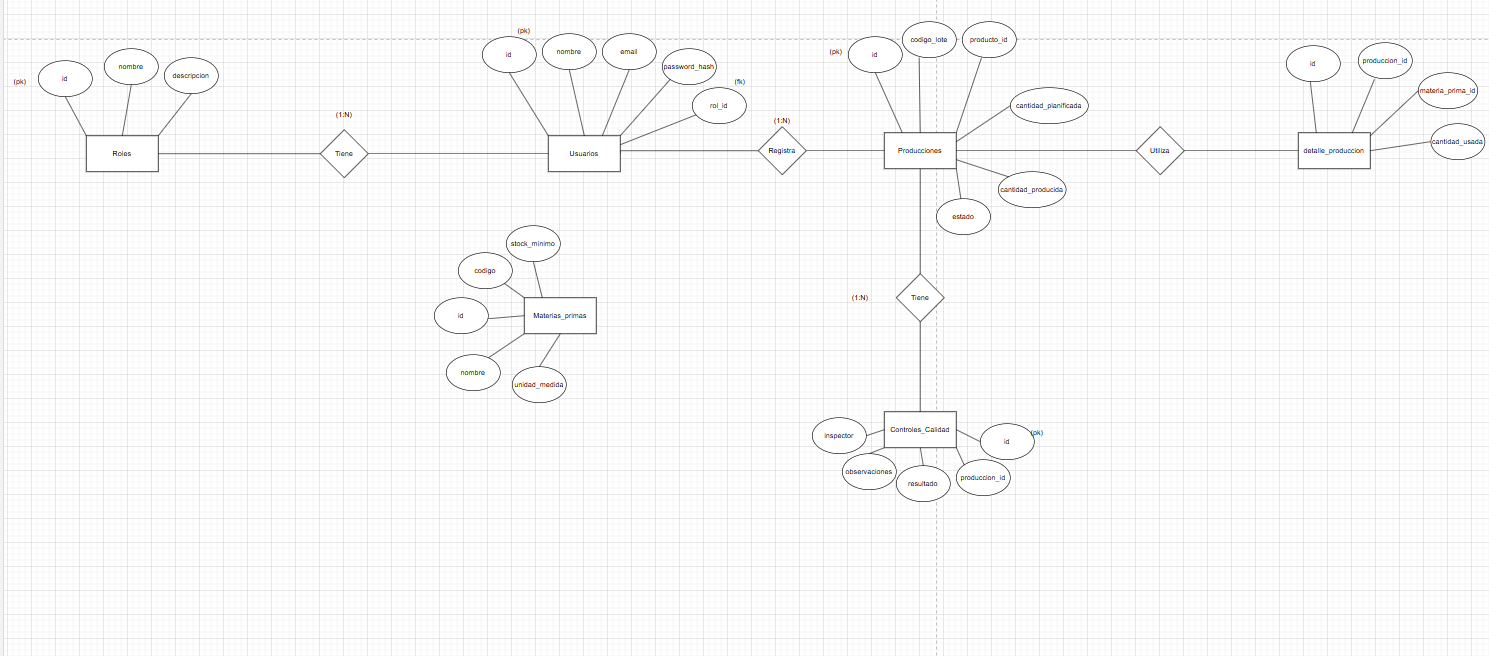 (pk)
id
nombre
descripcion
Roles
(1:N)
Tiene
(pk)
id
nombre
email
password_hash
(fk)
rol_id
Usuarios
(1:N)
Registra
(pk)
id
codigo_lote
producto_id
cantidad_planificada
Producciones
cantidad_producida
estado
Utiliza
id
produccion_id
materia_prima_id
cantidad_usada
detalle_produccion
stock_minimo
codigo
id
Materias_primas
nombre
unidad_medida
(1:N)
Tiene
Controles_Calidad
inspector
observaciones
resultado
produccion_id
id
(pk)